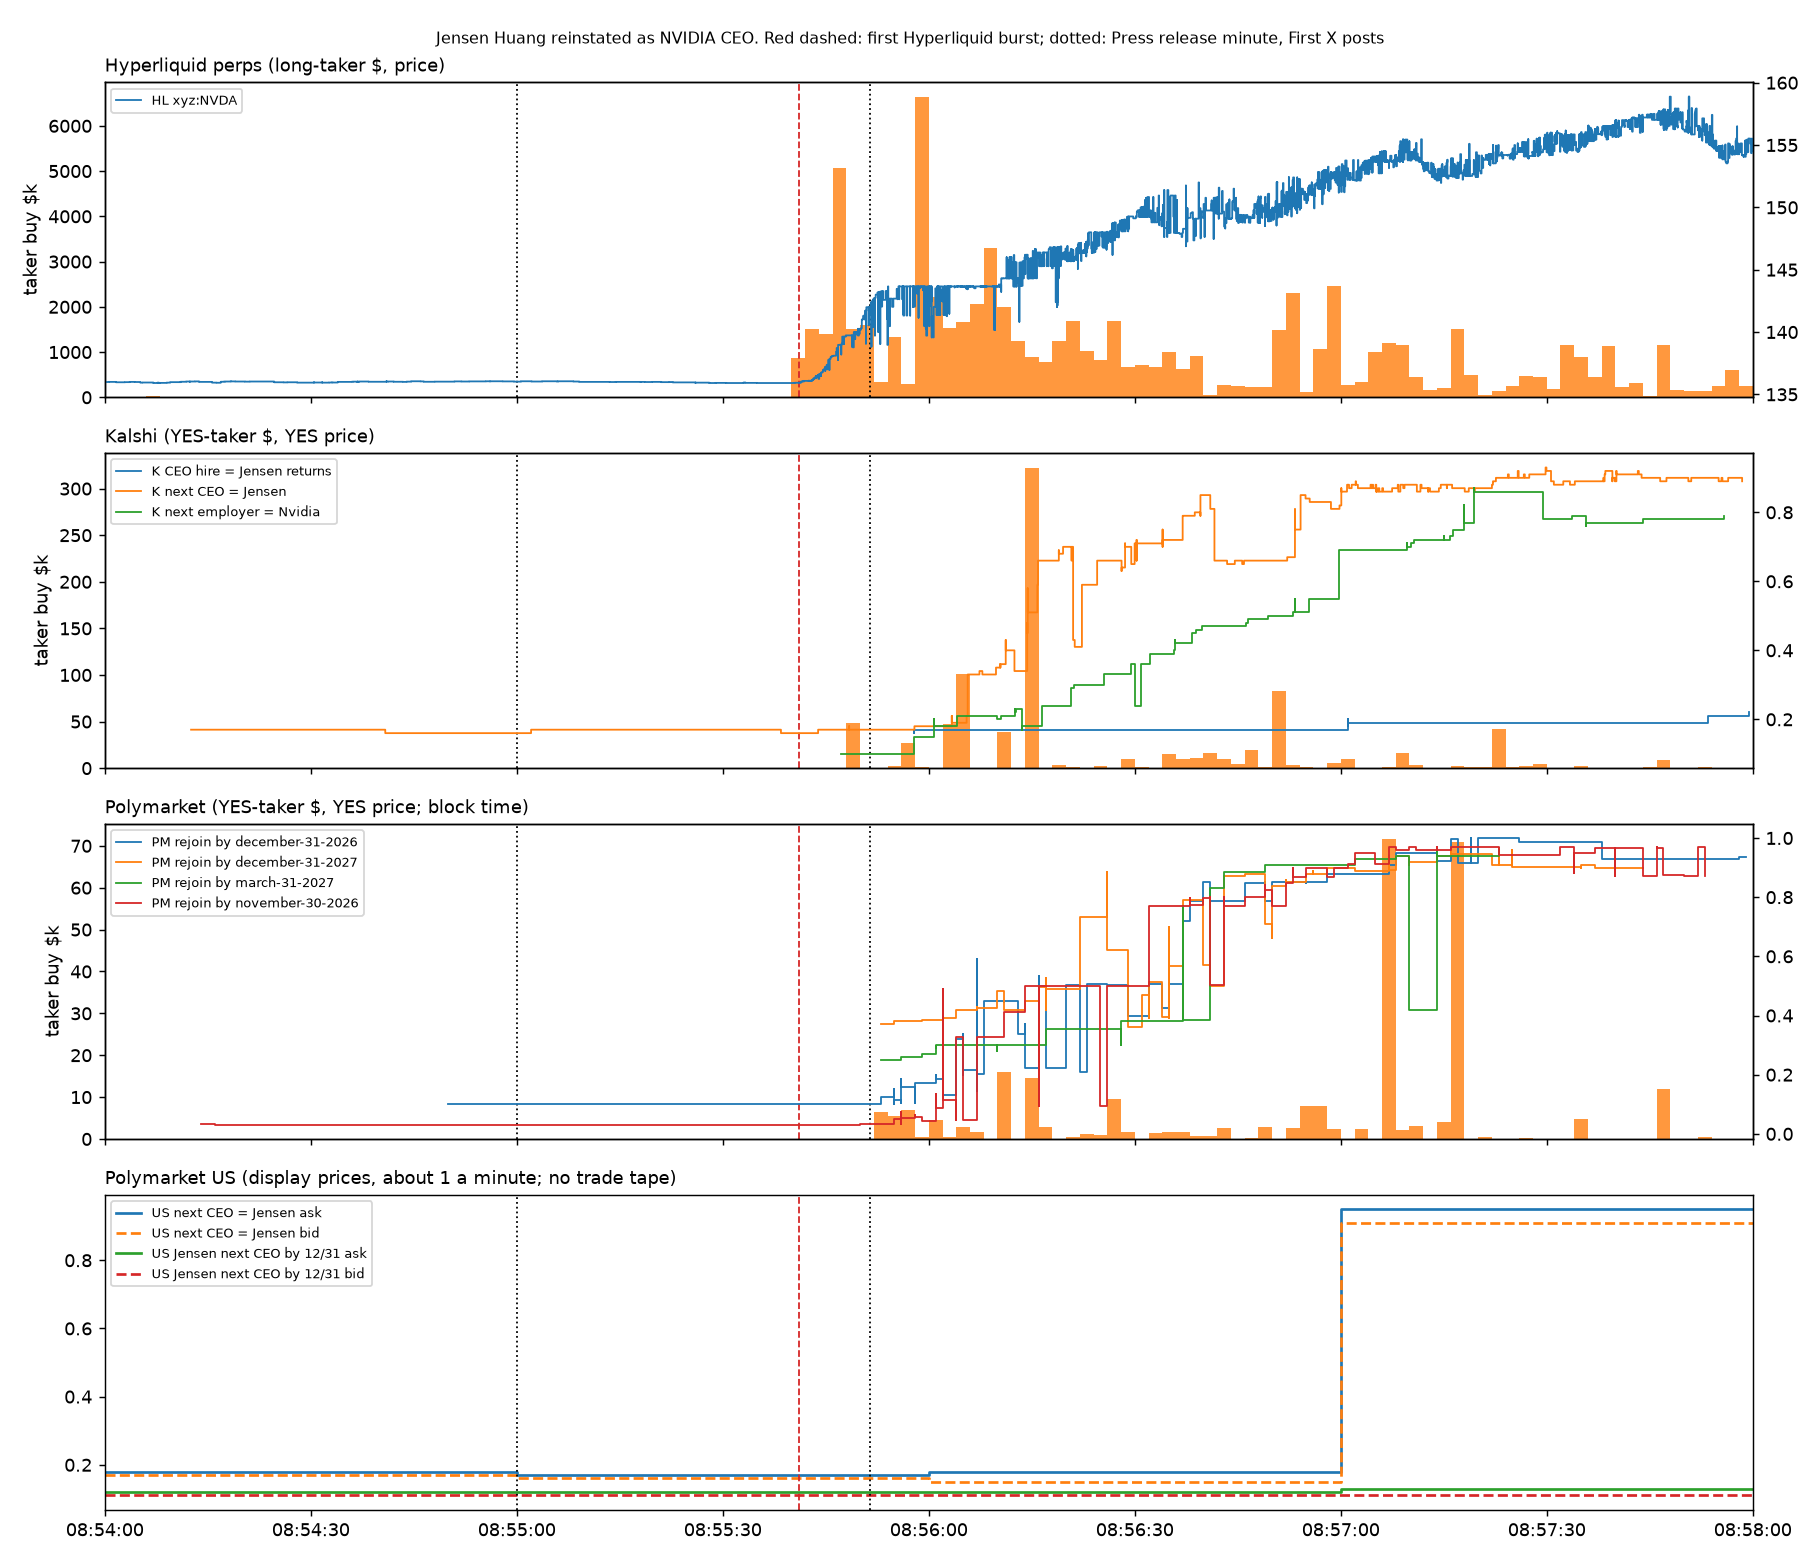 Jensen Huang reinstated as NVIDIA CEO. Red dashed: first Hyperliquid burst; dotted: Press release minute, First X posts
Hyperliquid perps (long-taker $, price)
HL xyz:NVDA
taker buy $k
6000
5000
4000
3000
2000
1000
0
160
155
150
145
140
135
Kalshi (YES-taker $, YES price)
K CEO hire = Jensen returns
K next CEO = Jensen
K next employer = Nvidia
taker buy $k
300
250
200
150
100
50
0
0.8
0.6
0.4
0.2
Polymarket (YES-taker $, YES price; block time)
PM rejoin by december-31-2026
PM rejoin by december-31-2027
PM rejoin by march-31-2027
PM rejoin by november-30-2026
taker buy $k
70
60
50
40
30
20
10
0
1.0
0.8
0.6
0.4
0.2
0.0
Polymarket US (display prices, about 1 a minute; no trade tape)
US next CEO = Jensen ask
US next CEO = Jensen bid
US Jensen next CEO by 12/31 ask
US Jensen next CEO by 12/31 bid
0.8
0.6
0.4
0.2
08:54:00 08:54:30 08:55:00 08:55:30 08:56:00 08:56:30 08:57:00 08:57:30 08:58:00